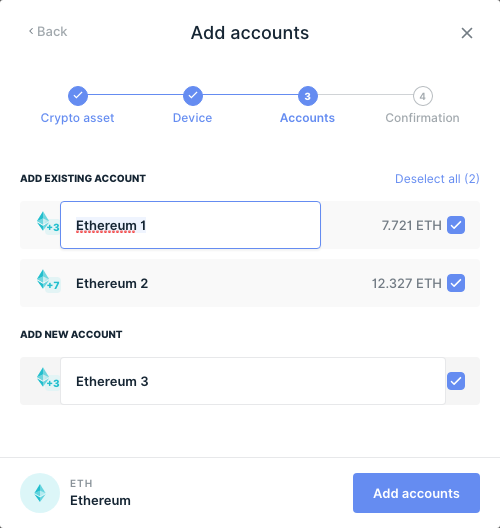 Back
Add accounts
3
4
Crypto asset
Device
Accounts
Confirmation
ADD EXISTING ACCOUNT
Deselect all (2)
+3
Ethereum 1
7.721 ETH
+7
Ethereum 2
12.327 ETH
ADD NEW ACCOUNT
+3
Ethereum 3
ETH
Ethereum
Add accounts